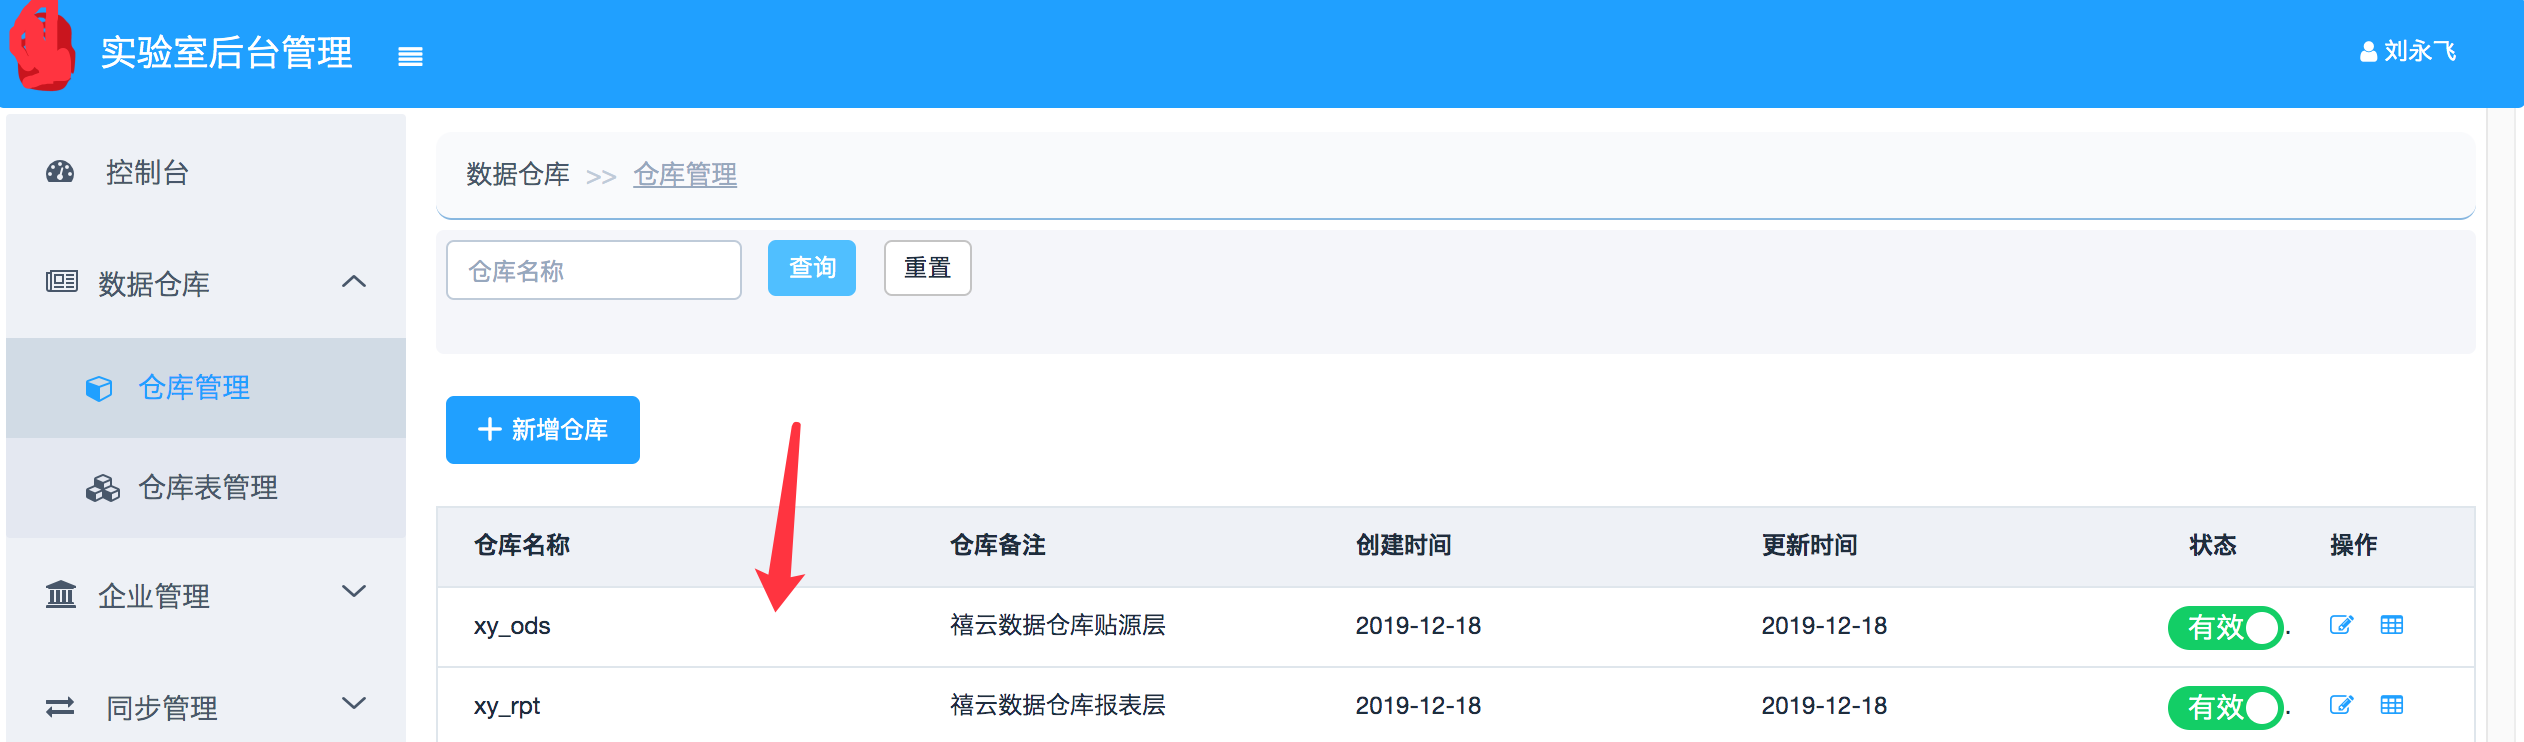 实验室后台管理
刘永飞
控制台
数据仓库
仓库管理
仓库表管理
企业管理
同步管理
数据仓库 >> 仓库管理
仓库名称 查询 重置
+ 新增仓库
仓库名称 仓库备注 创建时间 更新时间 状态 操作
xy_ods 禧云数据仓库贴源层 2019-12-18 2019-12-18 有效 .
xy_rpt 禧云数据仓库报表层 2019-12-18 2019-12-18 有效 .